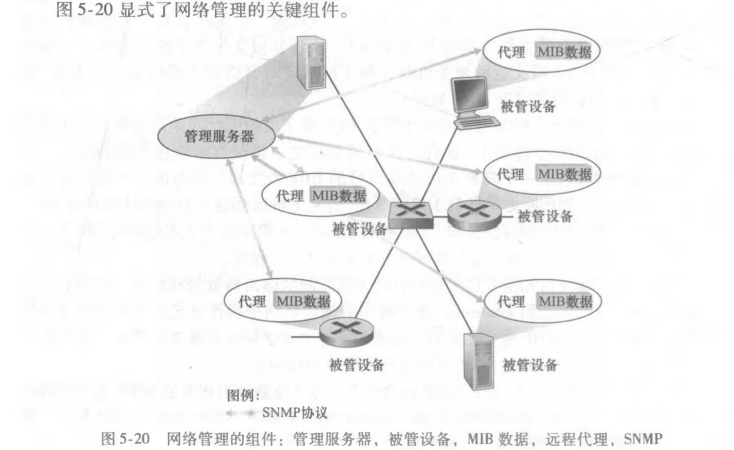 图5-20 显式了网络管理的关键组件。
代理 MIB数据
被管设备
管理服务器
代理 MIB数据
代理 MIB数据
被管设备
被管设备
代理 MIB数据
代理 MIB数据
被管设备
被管设备
图例:
SNMP协议
图5-20 网络管理的组件:管理服务器,被管设备,MIB 数据,远程代理,SNMP